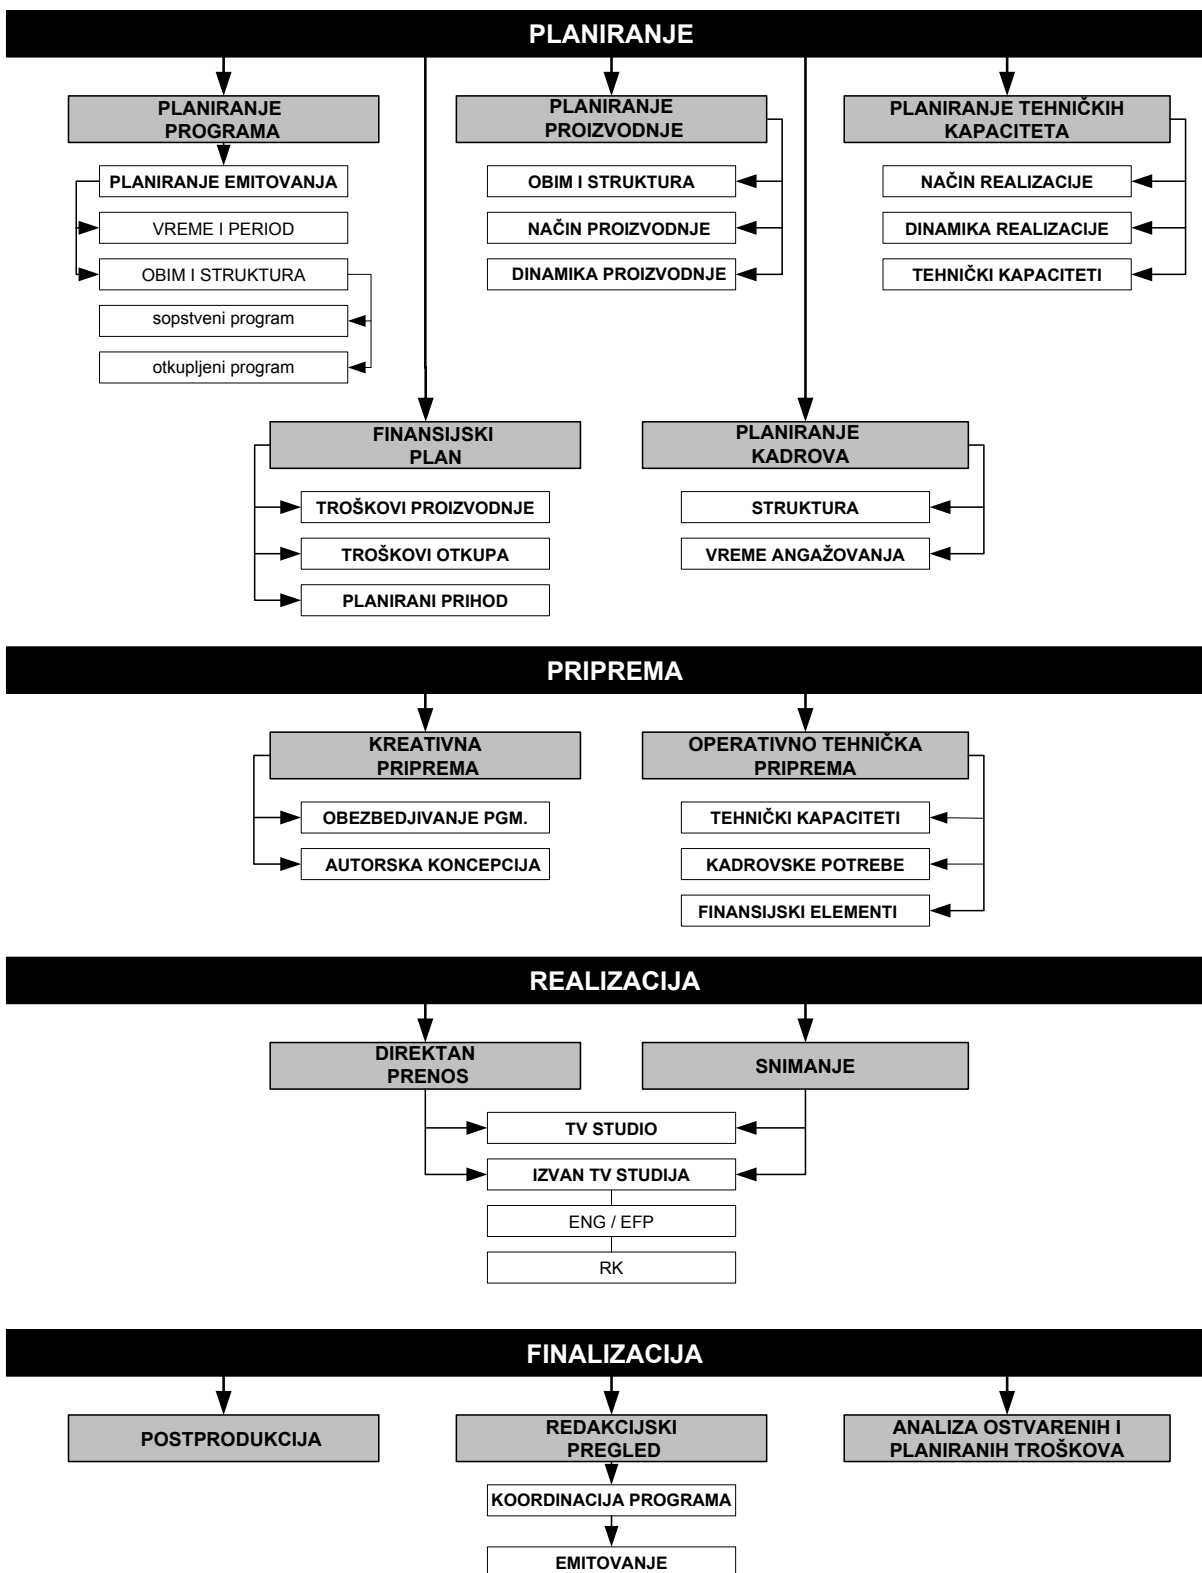 PLANIRANJE
PLANIRANJE
PROGRAMA
PLANIRANJE EMITOVANJA
VREME I PERIOD
OBIM I STRUKTURA
sopstveni program
otkupljeni program
PLANIRANJE
PROIZVODNJE
OBIM I STRUKTURA
NAČIN PROIZVODNJE
DINAMIKA PROIZVODNJE
PLANIRANJE TEHNIČKIH
KAPACITETA
NAČIN REALIZACIJE
DINAMIKA REALIZACIJE
TEHNIČKI KAPACITETI
FINANSIJSKI
PLAN
TROŠKOVI PROIZVODNJE
TROŠKOVI OTKUPA
PLANIRANI PRIHOD
PLANIRANJE
KADROVA
STRUKTURA
VREME ANGAŽOVANJA
PRIPREMA
KREATIVNA
PRIPREMA
OBEZBEDJIVANJE PGM.
AUTORSKA KONCEPCIJA
OPERATIVNO TEHNIČKA
PRIPREMA
TEHNIČKI KAPACITETI
KADROVSKE POTREBE
FINANSIJSKI ELEMENTI
REALIZACIJA
DIREKTAN
PRENOS
SNIMANJE
TV STUDIO
IZVAN TV STUDIJA
ENG / EFP
RK
FINALIZACIJA
POSTPRODUKCIJA
REDAKCIJSKI
PREGLED
KOORDINACIJA PROGRAMA
EMITOVANJE
ANALIZA OSTVARENIH I
PLANIRANIH TROŠKOVA